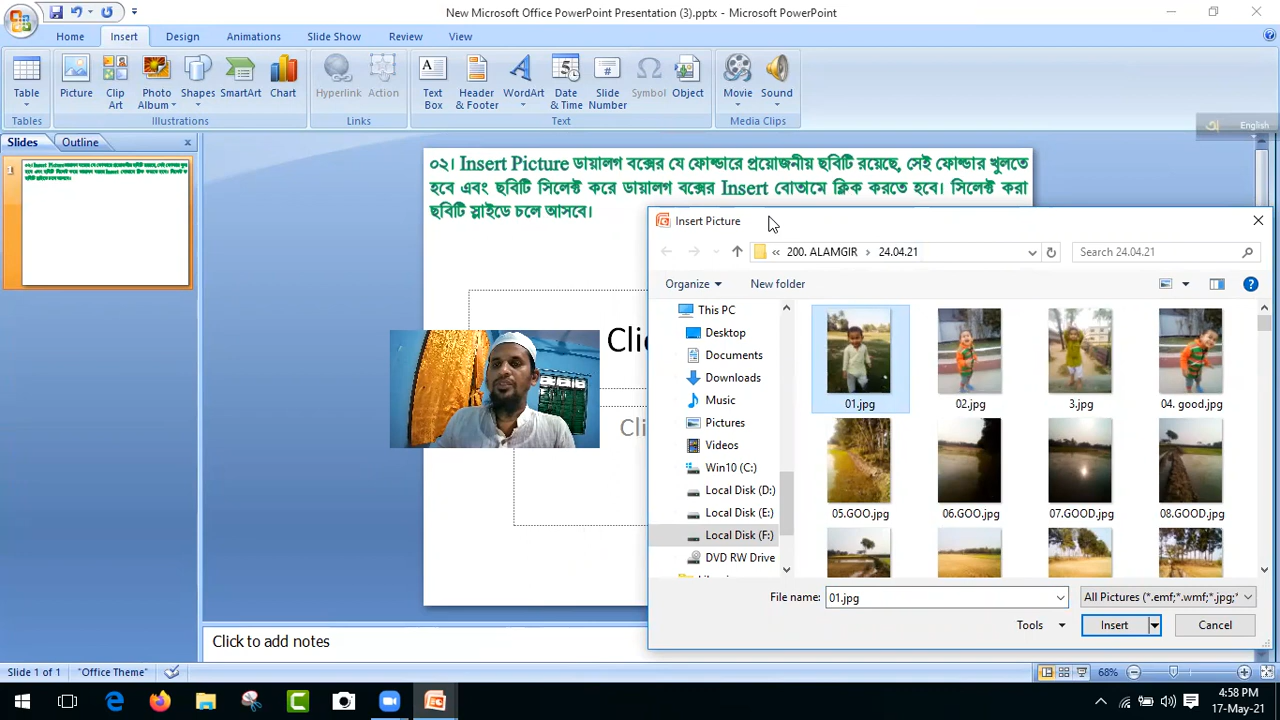 New Microsoft Office PowerPoint Presentation (3).pptx - Microsoft PowerPoint
Home Insert Design Animations Slide Show Review View
Table Picture Clip Art Photo Album Shapes SmartArt Chart Hyperlink Action Text Box Header & Footer WordArt Date & Time Slide Number Symbol Object Movie Sound
Tables Illustrations Links Text Media Clips
English
Slides Outline
1
০২। Insert Picture ডায়ালগ বক্সের যে ফোল্ডারে প্রয়োজনীয় ছবিটি রয়েছে, সেই ফোল্ডার খুলতে
হবে এবং ছবিটি সিলেক্ট করে ডায়ালগ বক্সের Insert বোতামে ক্লিক করতে হবে। সিলেক্ট করা
ছবিটি স্লাইডে চলে আসবে।
Insert Picture
« 200. ALAMGIR › 24.04.21
Search 24.04.21
Organize New folder
This PC
Desktop
Documents
Downloads
Music
Pictures
Videos
Win10 (C:)
Local Disk (D:)
Local Disk (E:)
Local Disk (F:)
DVD RW Drive
01.jpg 02.jpg 3.jpg 04. good.jpg
05.GOO.jpg 06.GOO.jpg 07.GOOD.jpg 08.GOOD.jpg
File name: 01.jpg All Pictures (*.emf;*.wmf;*.jpg;*
Tools Insert Cancel
Clic
Cli
Click to add notes
Slide 1 of 1 "Office Theme" 68%
4:58 PM
17-May-21